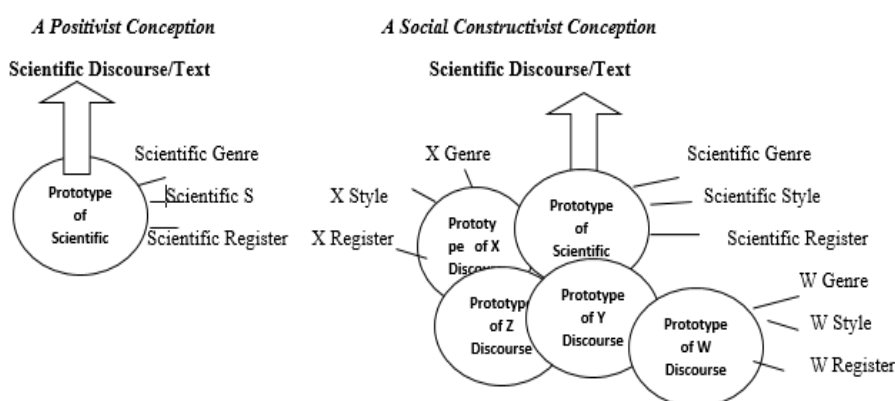 A Positivist Conception
Scientific Discourse/Text
Scientific Genre
Prototype
of
Scientific
Scientific S
Scientific Register
A Social Constructivist Conception
Scientific Discourse/Text
X Genre
X Style
X Register
Prototy
pe of X
Discou
Prototype
of
Scientific
Scientific Genre
Scientific Style
Scientific Register
Prototype
of Z
Discourse
Prototype
of Y
Discourse
Prototype
of W
Discourse
W Genre
W Style
W Register